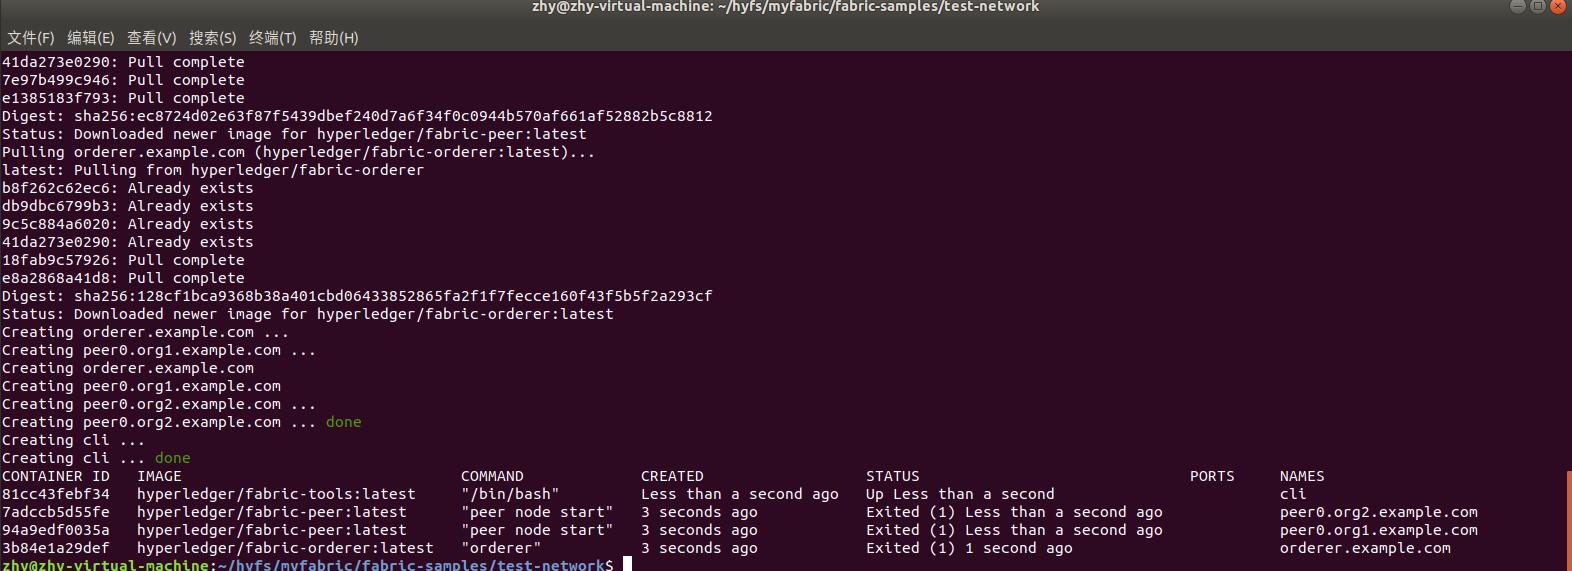 zhy@zhy-virtual-machine: ~/hyfs/myfabric/fabric-samples/test-network
文件(F) 编辑(E) 查看(V) 搜索(S) 终端(T) 帮助(H)
41da273e0290: Pull complete
7e97b499c946: Pull complete
e1385183f793: Pull complete
Digest: sha256:ec8724d02e63f87f5439dbef240d7a6f34f0c0944b570af661af52882b5c8812
Status: Downloaded newer image for hyperledger/fabric-peer:latest
Pulling orderer.example.com (hyperledger/fabric-orderer:latest)...
latest: Pulling from hyperledger/fabric-orderer
b8f262c62ec6: Already exists
db9dbc6799b3: Already exists
9c5c884a6020: Already exists
41da273e0290: Already exists
18fab9c57926: Pull complete
e8a2868a41d8: Pull complete
Digest: sha256:128cf1bca9368b38a401cbd06433852865fa2f1f7fecce160f43f5b5f2a293cf
Status: Downloaded newer image for hyperledger/fabric-orderer:latest
Creating orderer.example.com ...
Creating peer0.org1.example.com ...
Creating orderer.example.com
Creating peer0.org1.example.com
Creating peer0.org2.example.com ...
Creating peer0.org2.example.com ... done
Creating cli ...
Creating cli ... done
CONTAINER ID   IMAGE                               COMMAND             CREATED                  STATUS                              PORTS     NAMES
81cc43febf34   hyperledger/fabric-tools:latest     "/bin/bash"         Less than a second ago   Up Less than a second                         cli
7adccb5d55fe   hyperledger/fabric-peer:latest      "peer node start"   3 seconds ago            Exited (1) Less than a second ago             peer0.org2.example.com
94a9edf0035a   hyperledger/fabric-peer:latest      "peer node start"   3 seconds ago            Exited (1) Less than a second ago             peer0.org1.example.com
3b84e1a29def   hyperledger/fabric-orderer:latest   "orderer"           3 seconds ago            Exited (1) 1 second ago                       orderer.example.com
zhy@zhy-virtual-machine:~/hyfs/myfabric/fabric-samples/test-network$